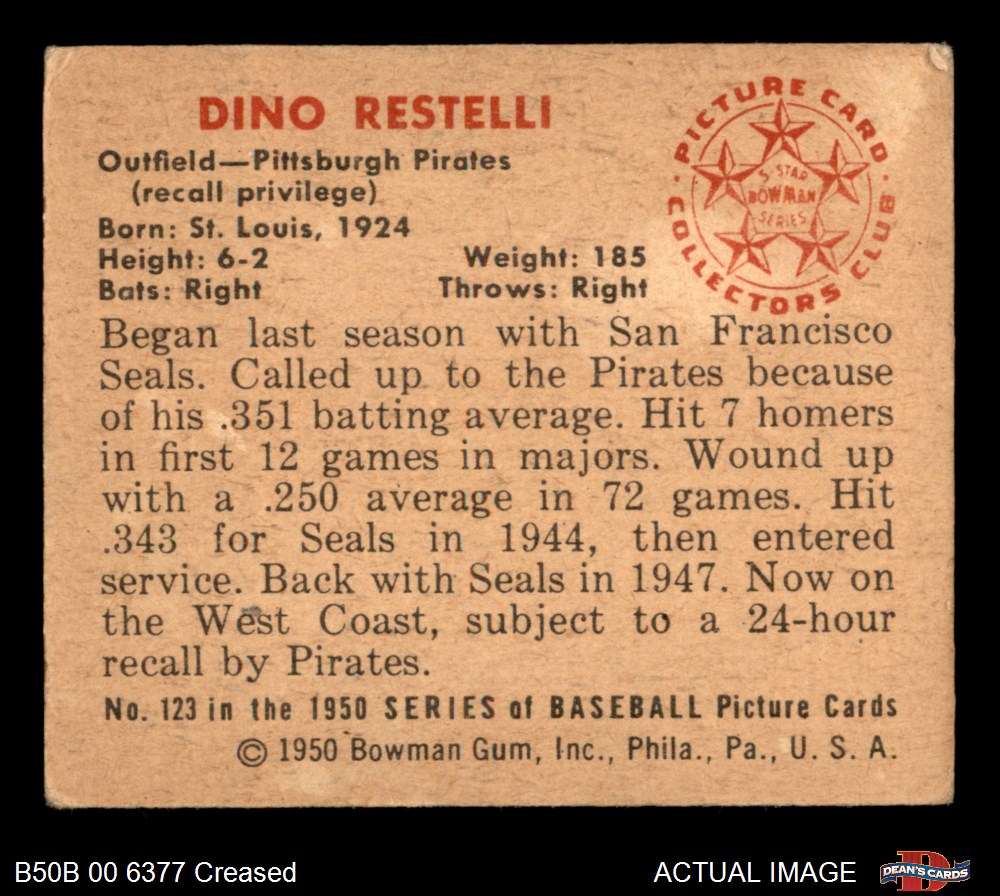 DINO RESTELLI
Outfield—Pittsburgh Pirates
(recall privilege)
Born: St. Louis, 1924
Height: 6-2 Weight: 185
Bats: Right Throws: Right
PICTURE CARD
COLLECTORS CLUB
5-STAR
BOWMAN
SERIES
Began last season with San Francisco
Seals. Called up to the Pirates because
of his .351 batting average. Hit 7 homers
in first 12 games in majors. Wound up
with a .250 average in 72 games. Hit
.343 for Seals in 1944, then entered
service. Back with Seals in 1947. Now on
the West Coast, subject to a 24-hour
recall by Pirates.
No. 123 in the 1950 SERIES of BASEBALL Picture Cards
© 1950 Bowman Gum, Inc., Phila., Pa., U. S. A.
B50B 00 6377 Creased ACTUAL IMAGE
D
DEAN'S CARDS